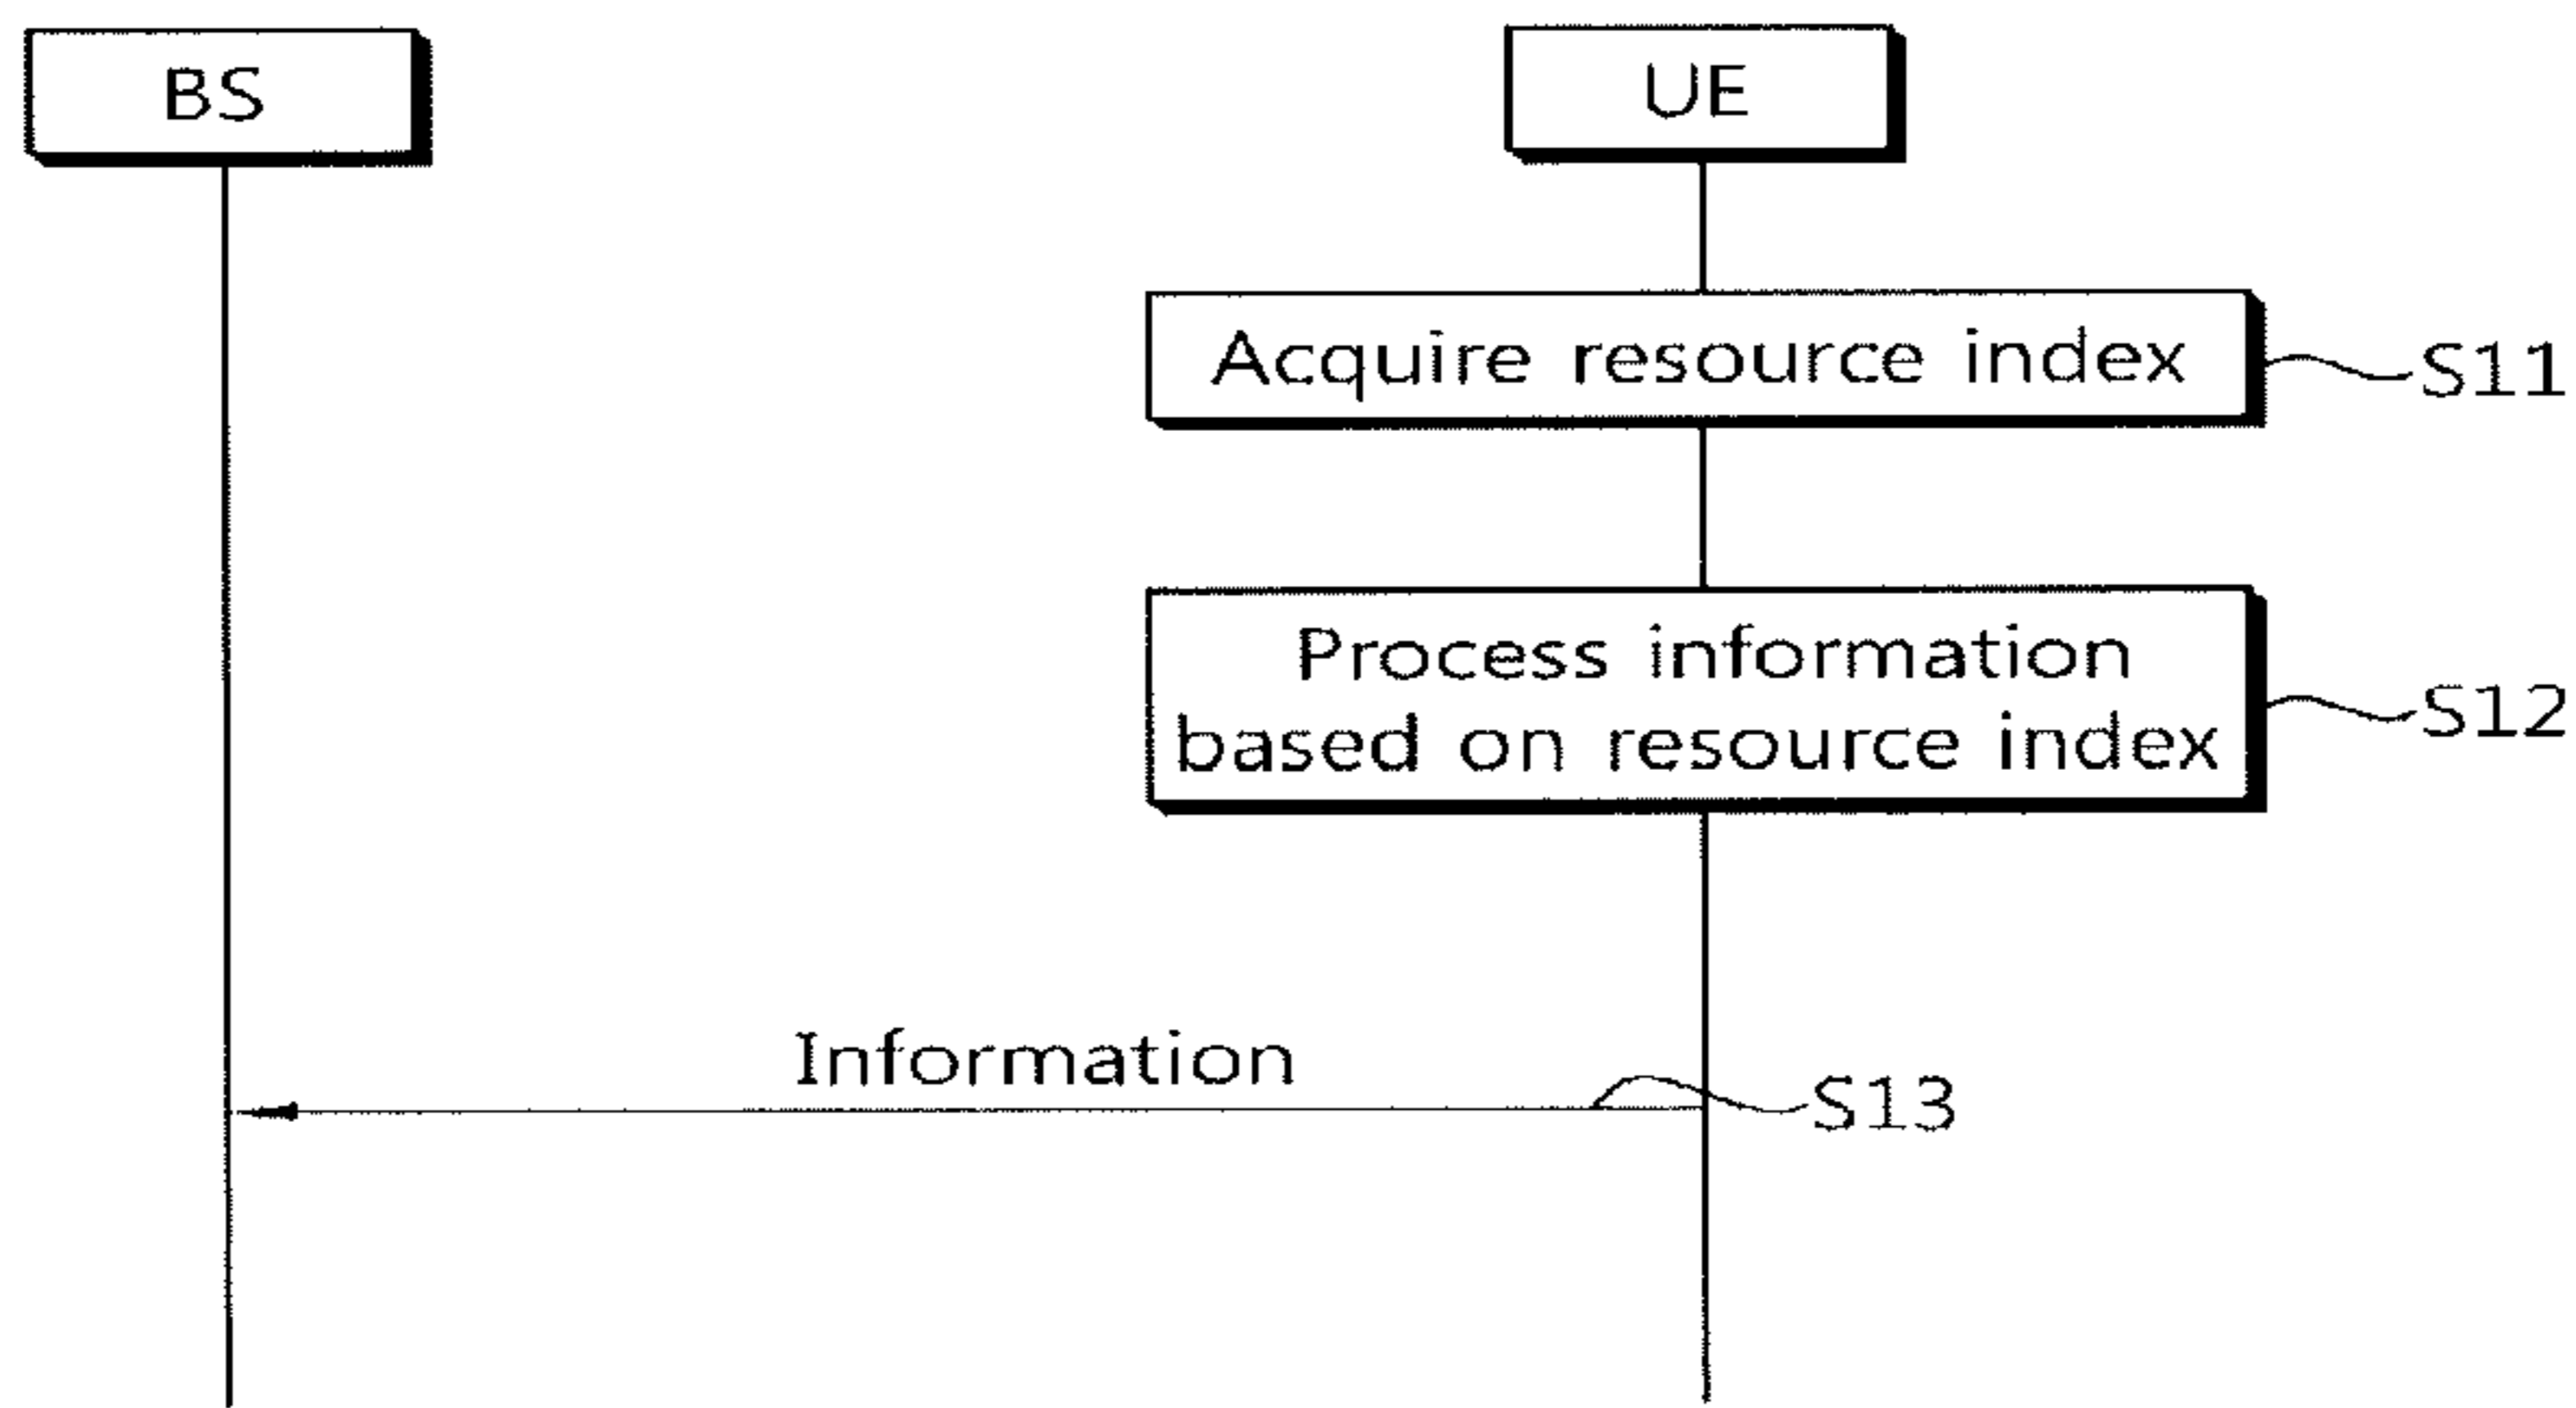 BS
UE
Acquire resource index
S11
Process information
based on resource index
S12
Information
S13